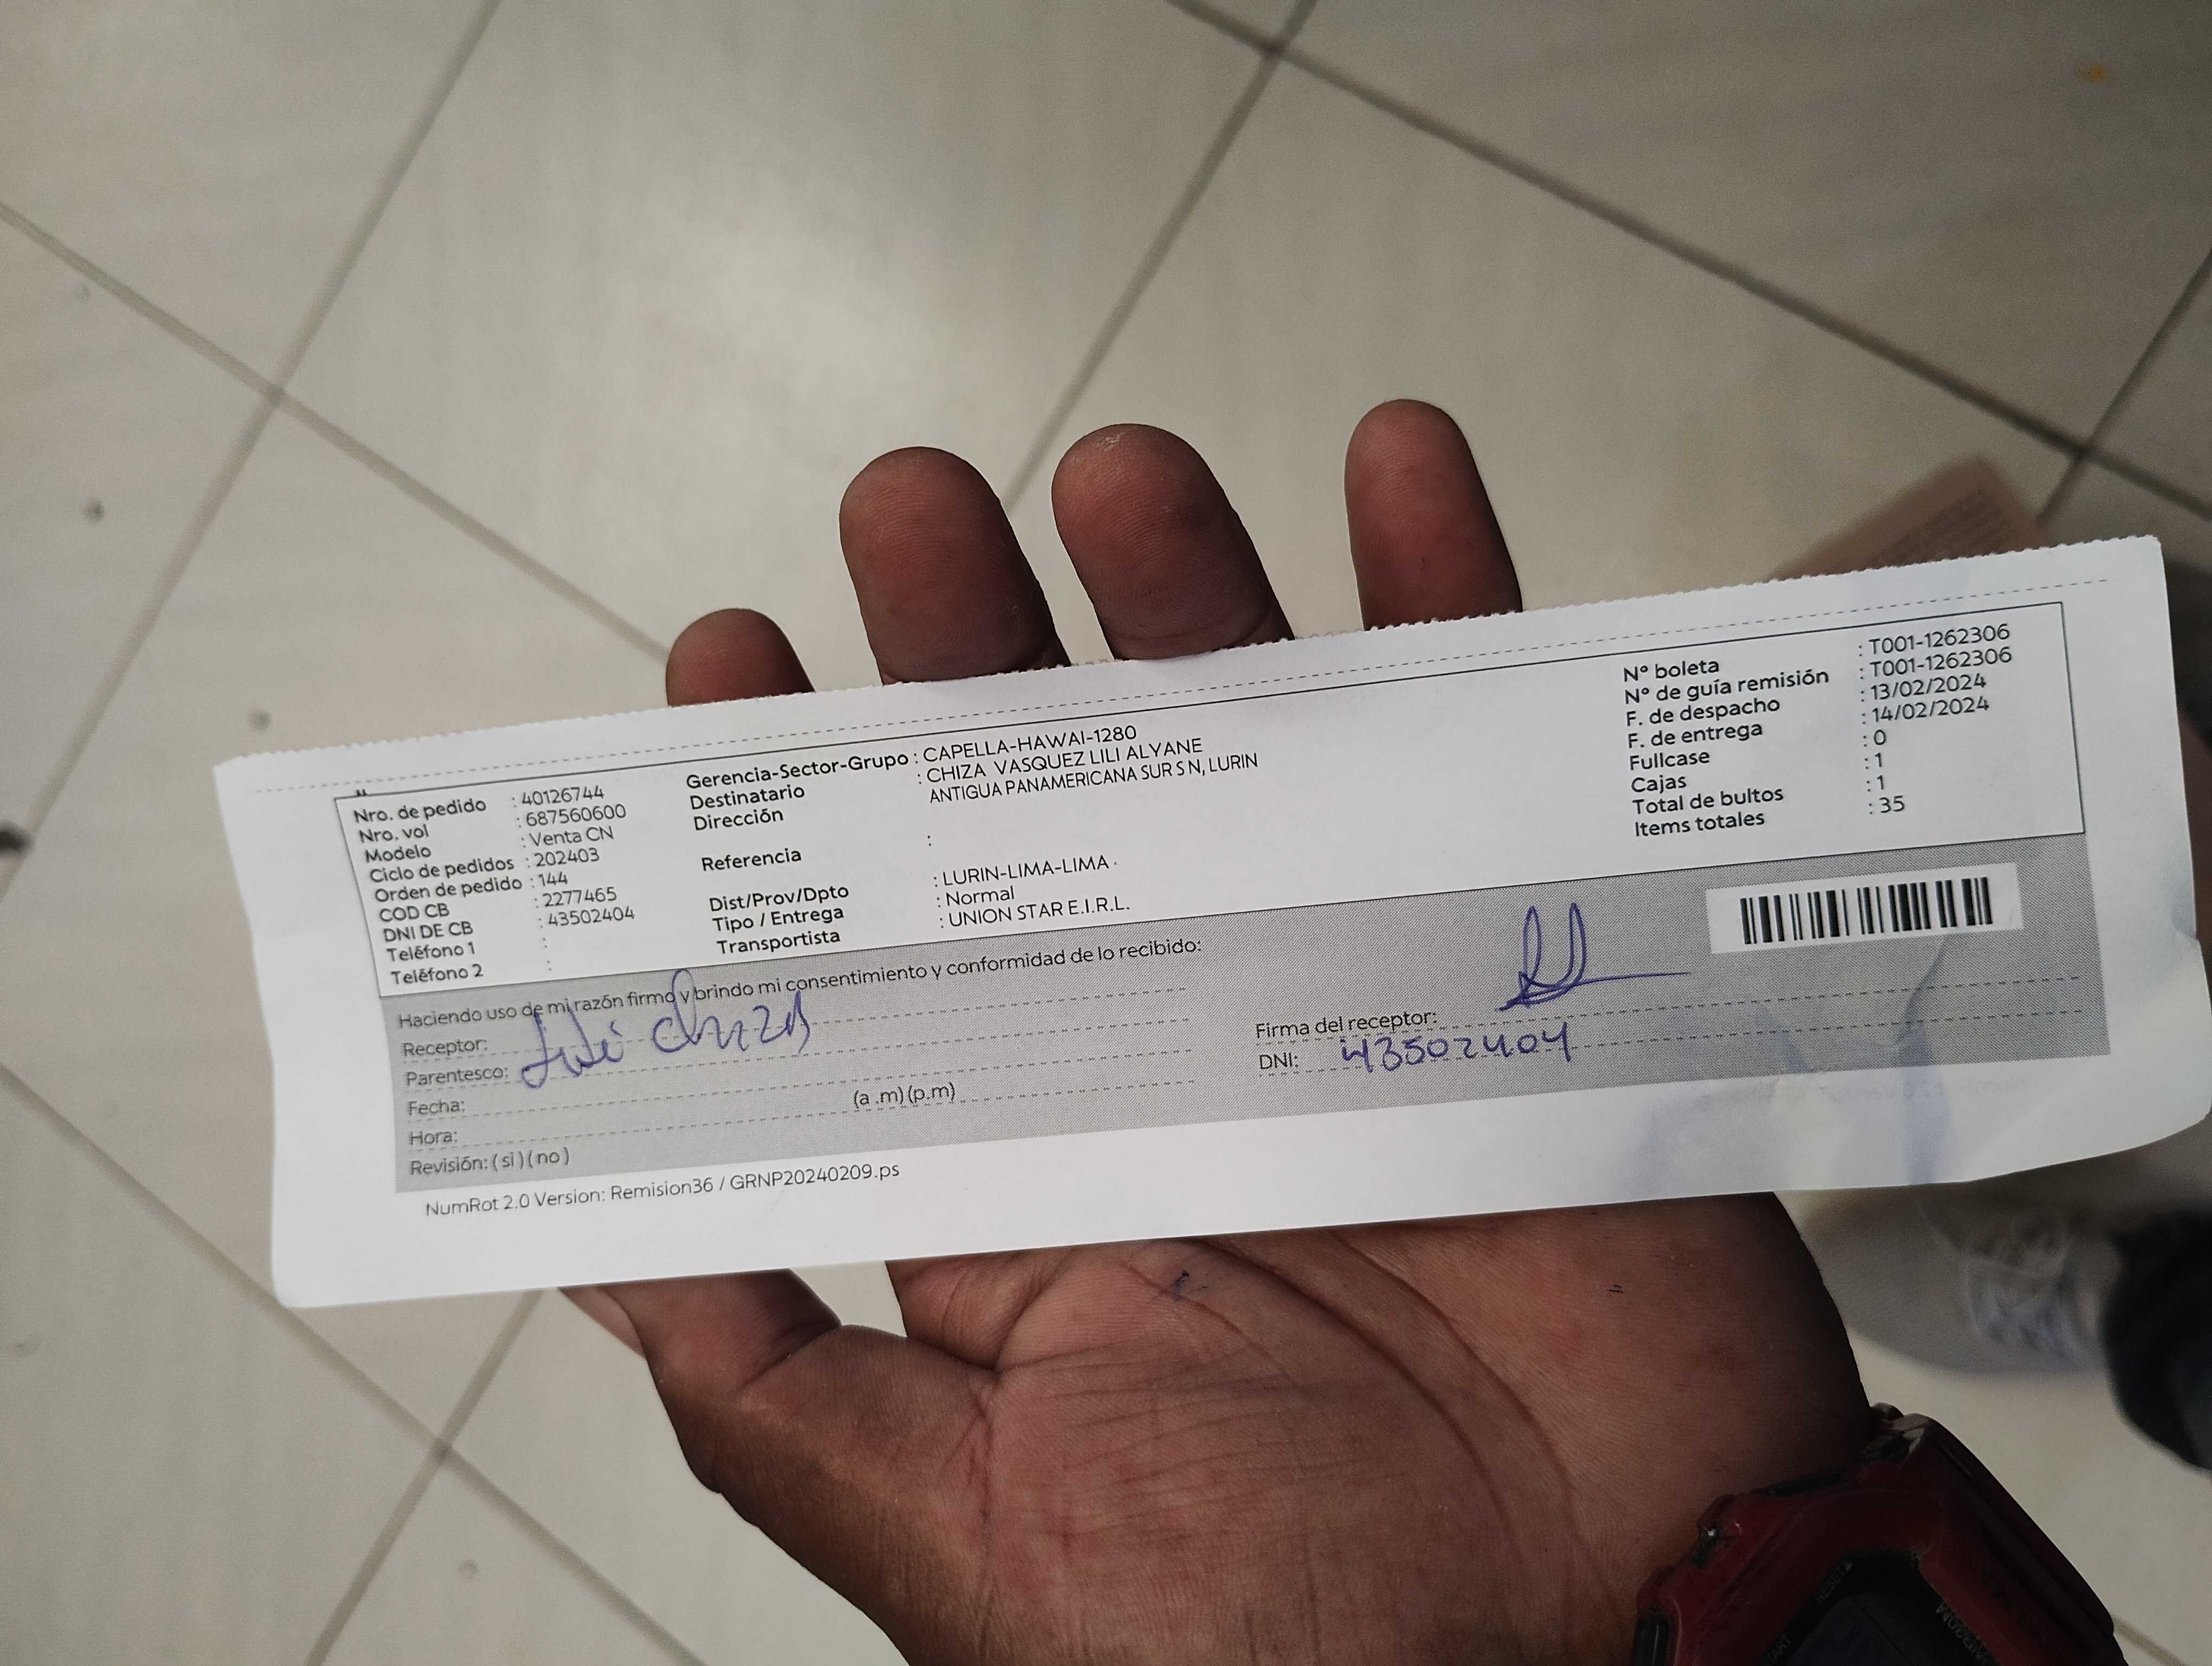 Nro. de pedido : 40126744
Nro. vol : 687560600
Modelo : Venta CN
Ciclo de pedidos : 202403
Orden de pedido : 144
COD CB : 2277465
DNI DE CB : 43502404
Teléfono 1 :
Teléfono 2 :
Gerencia-Sector-Grupo : CAPELLA-HAWAI-1280
Destinatario : CHIZA VASQUEZ LILI ALYANE
Dirección ANTIGUA PANAMERICANA SUR S N, LURIN
Referencia :
Dist/Prov/Dpto : LURIN-LIMA-LIMA .
Tipo / Entrega : Normal
Transportista : UNION STAR E.I.R.L.
N° boleta : T001-1262306
N° de guía remisión : T001-1262306
F. de despacho : 13/02/2024
F. de entrega : 14/02/2024
Fullcase : 0
Cajas : 1
Total de bultos : 1
Items totales : 35
Haciendo uso de mi razón firmo y brindo mi consentimiento y conformidad de lo recibido:
Receptor: Lili Chiza
Parentesco:
Fecha:
Hora: (a .m) (p.m)
Revisión: ( si ) ( no )
Firma del receptor:
DNI: 43502404
NumRot 2.0 Version: Remision36 / GRNP20240209.ps